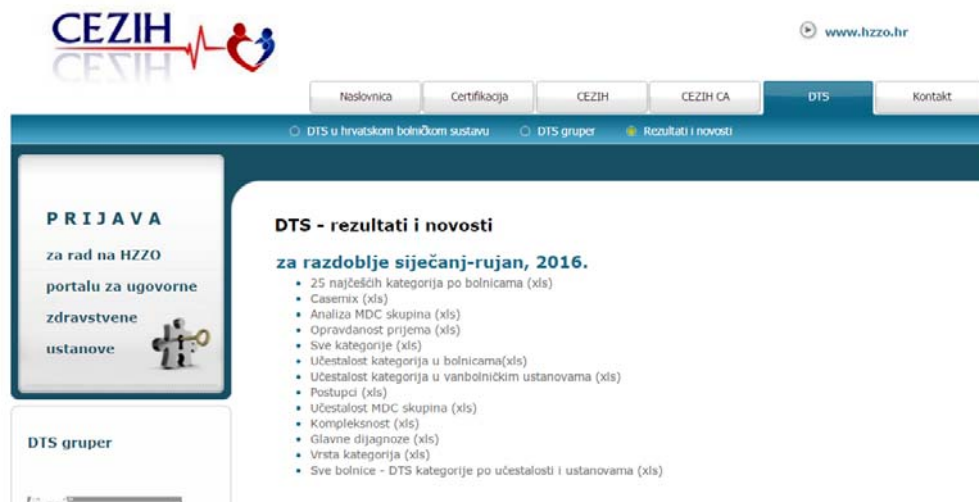 CEZIH
www.hzzo.hr
Naslovnica
Certifikacija
CEZIH
CEZIH CA
DTS
Kontakt
DTS u hrvatskom bolničkom sustavu
DTS gruper
Rezultati i novosti
PRIJAVA
za rad na HZZO
portalu za ugovorne
zdravstvene
ustanove
DTS gruper
DTS - rezultati i novosti
za razdoblje siječanj-rujan, 2016.
25 najčešćih kategorija po bolnicama (xls)
Casemix (xls)
Analiza MDC skupina (xls)
Opravdanost prijema (xls)
Sve kategorije (xls)
Učestalost kategorija u bolnicama(xls)
Učestalost kategorija u vanbolničkim ustanovama (xls)
Postupci (xls)
Učestalost MDC skupina (xls)
Kompleksnost (xls)
Glavne dijagnoze (xls)
Vrsta kategorija (xls)
Sve bolnice - DTS kategorije po učestalosti i ustanovama (xls)